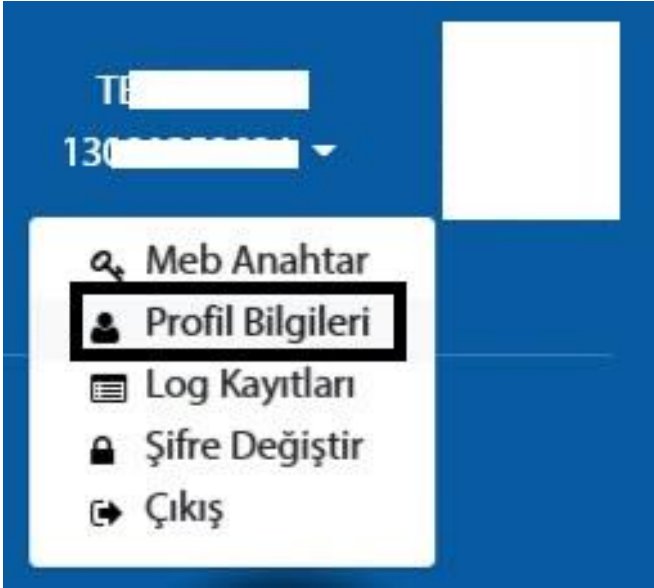 Meb Anahtar
Profil Bilgileri
Log Kayıtları
Şifre Değiştir
Çıkış